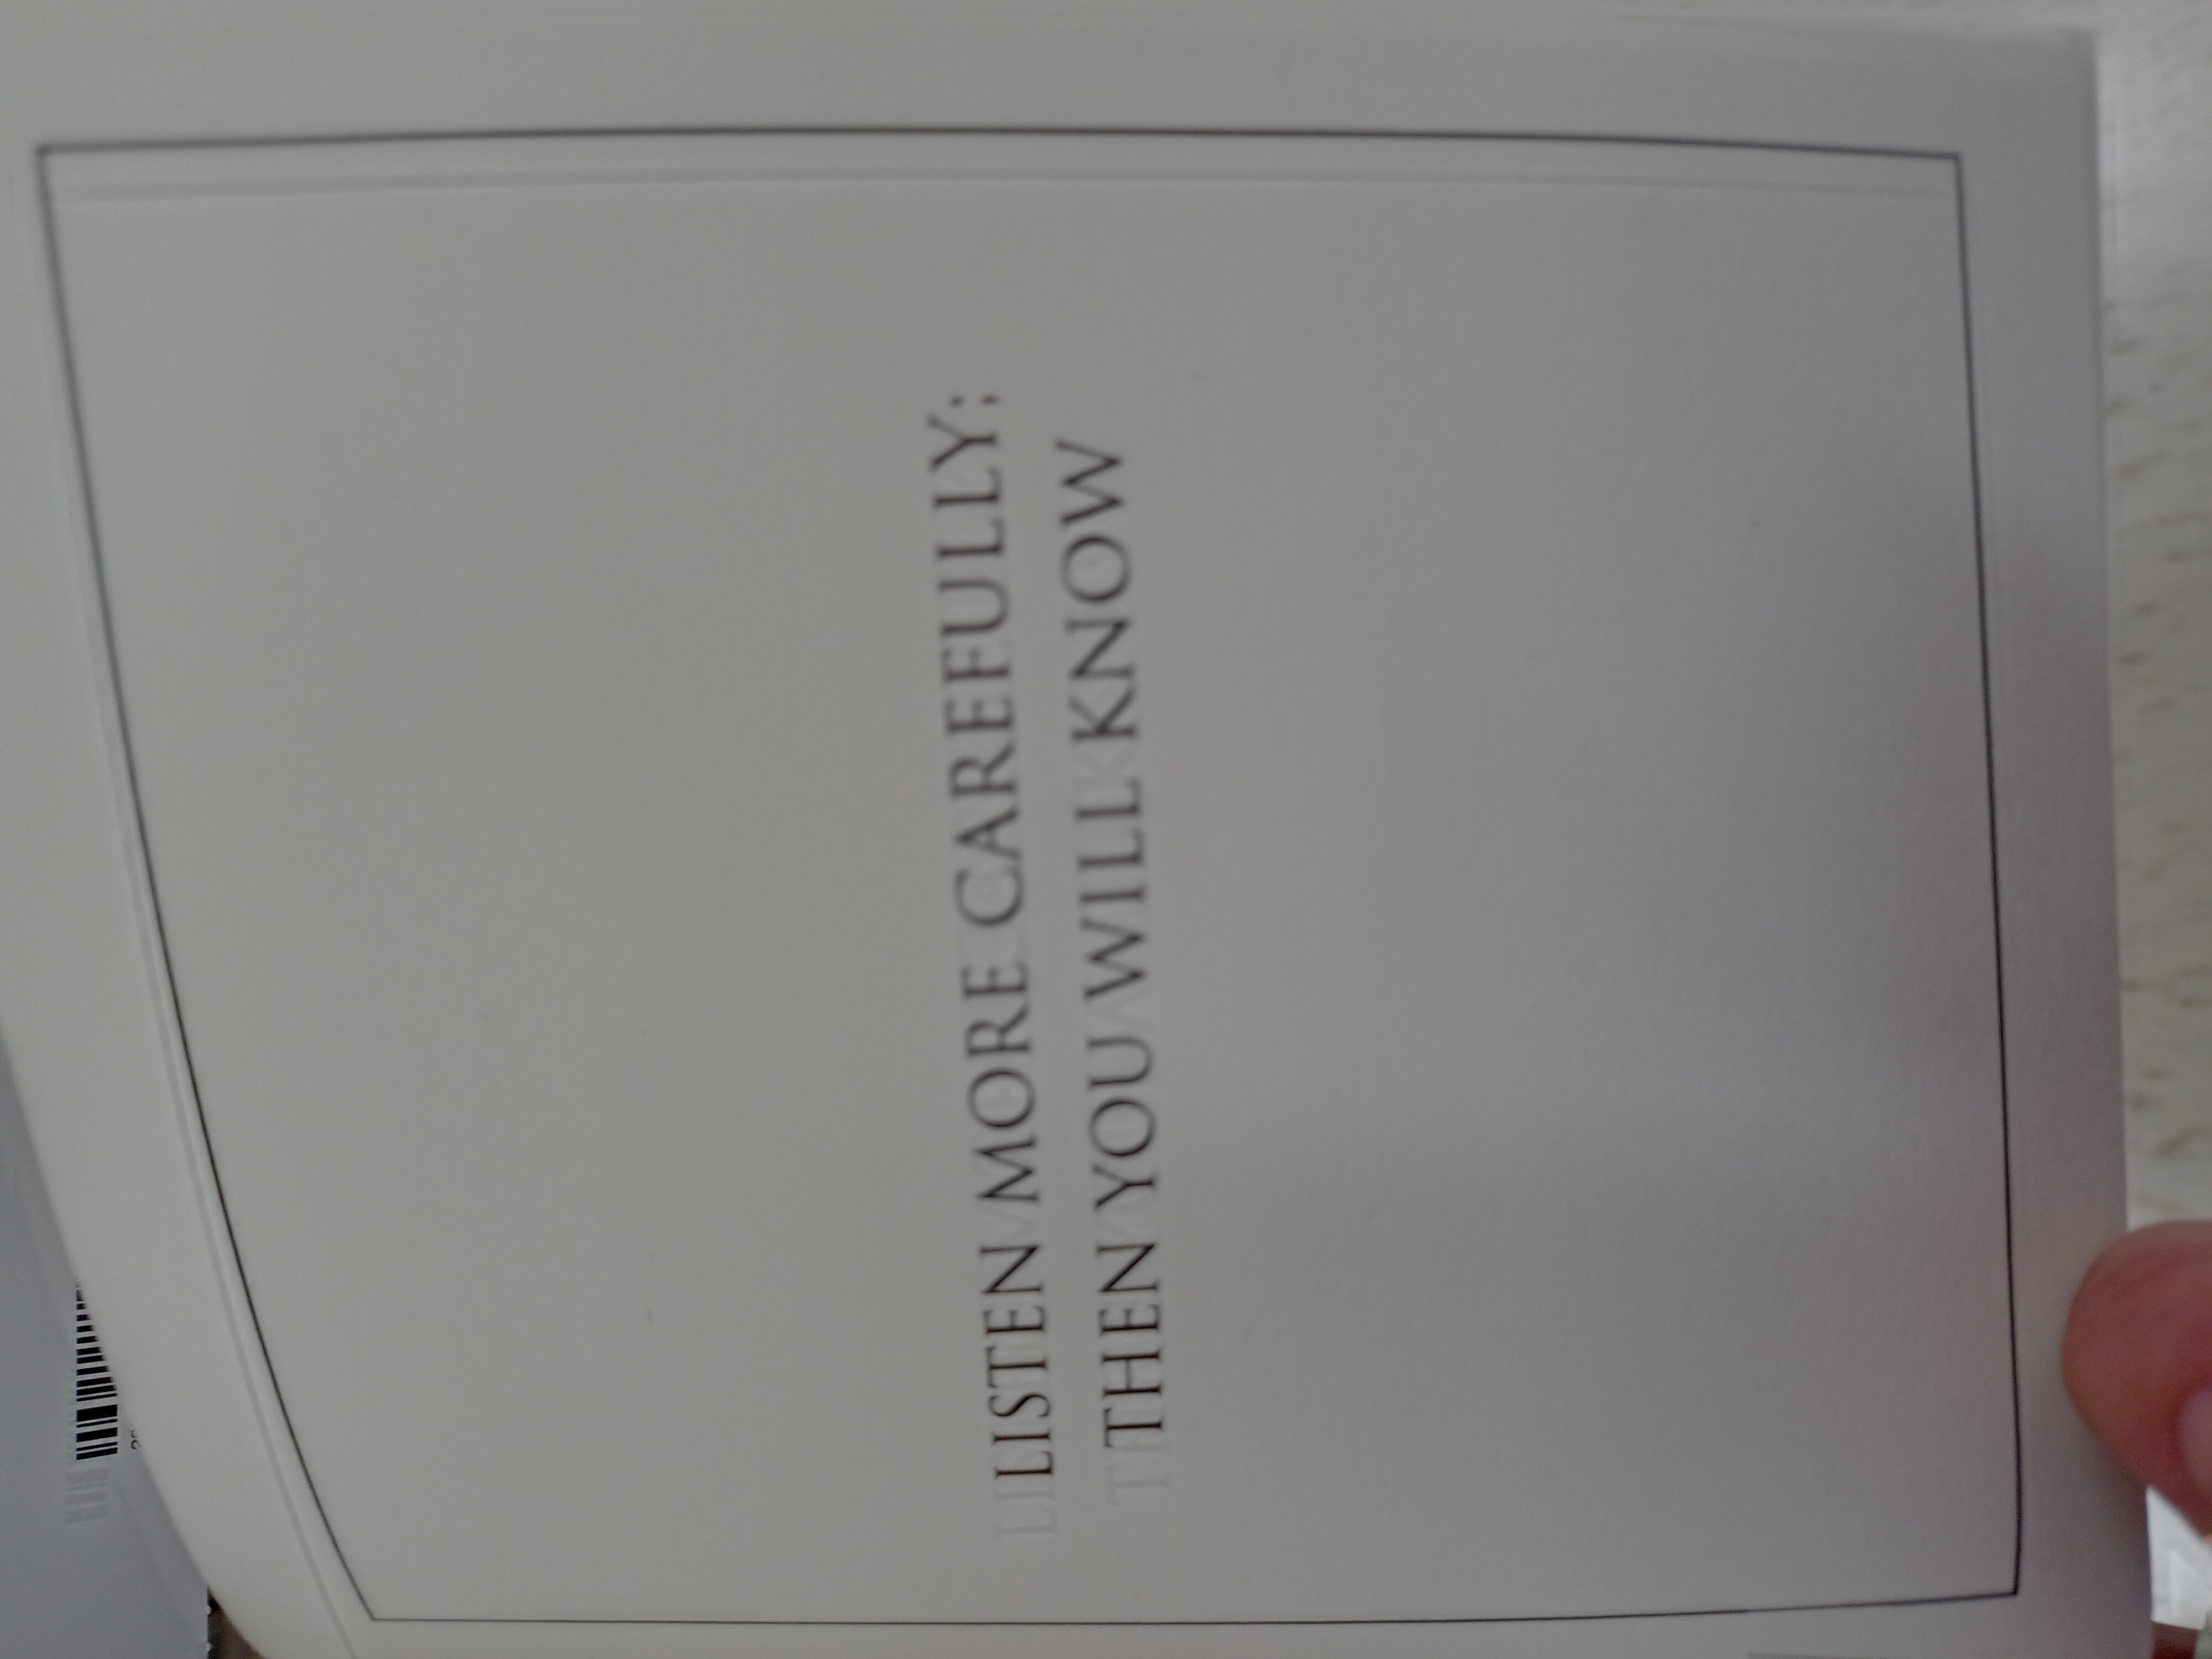 LISTEN MORE CAREFULLY:
THEN YOU WILL KNOW